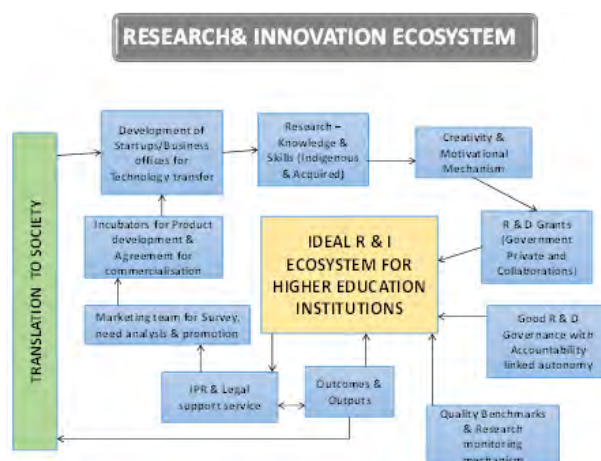 RESEARCH& INNOVATION ECOSYSTEM
TRANSLATION TO SOCIETY
Development of
Startups/Business
offices for
Technology transfer
Research –
Knowledge &
Skills (Indigenous
& Acquired)
Creativity &
Motivational
Mechanism
Incubators for Product
development &
Agreement for
commercialisation
IDEAL R & I
ECOSYSTEM FOR
HIGHER EDUCATION
INSTITUTIONS
R & D Grants
(Government
Private and
Collaborations)
Marketing team for Survey,
need analysis & promotion
Good R & D
Governance with
Accountability
linked autonomy
IPR & Legal
support service
Outcomes &
Outputs
Quality Benchmarks
& Research
monitoring
mechanism